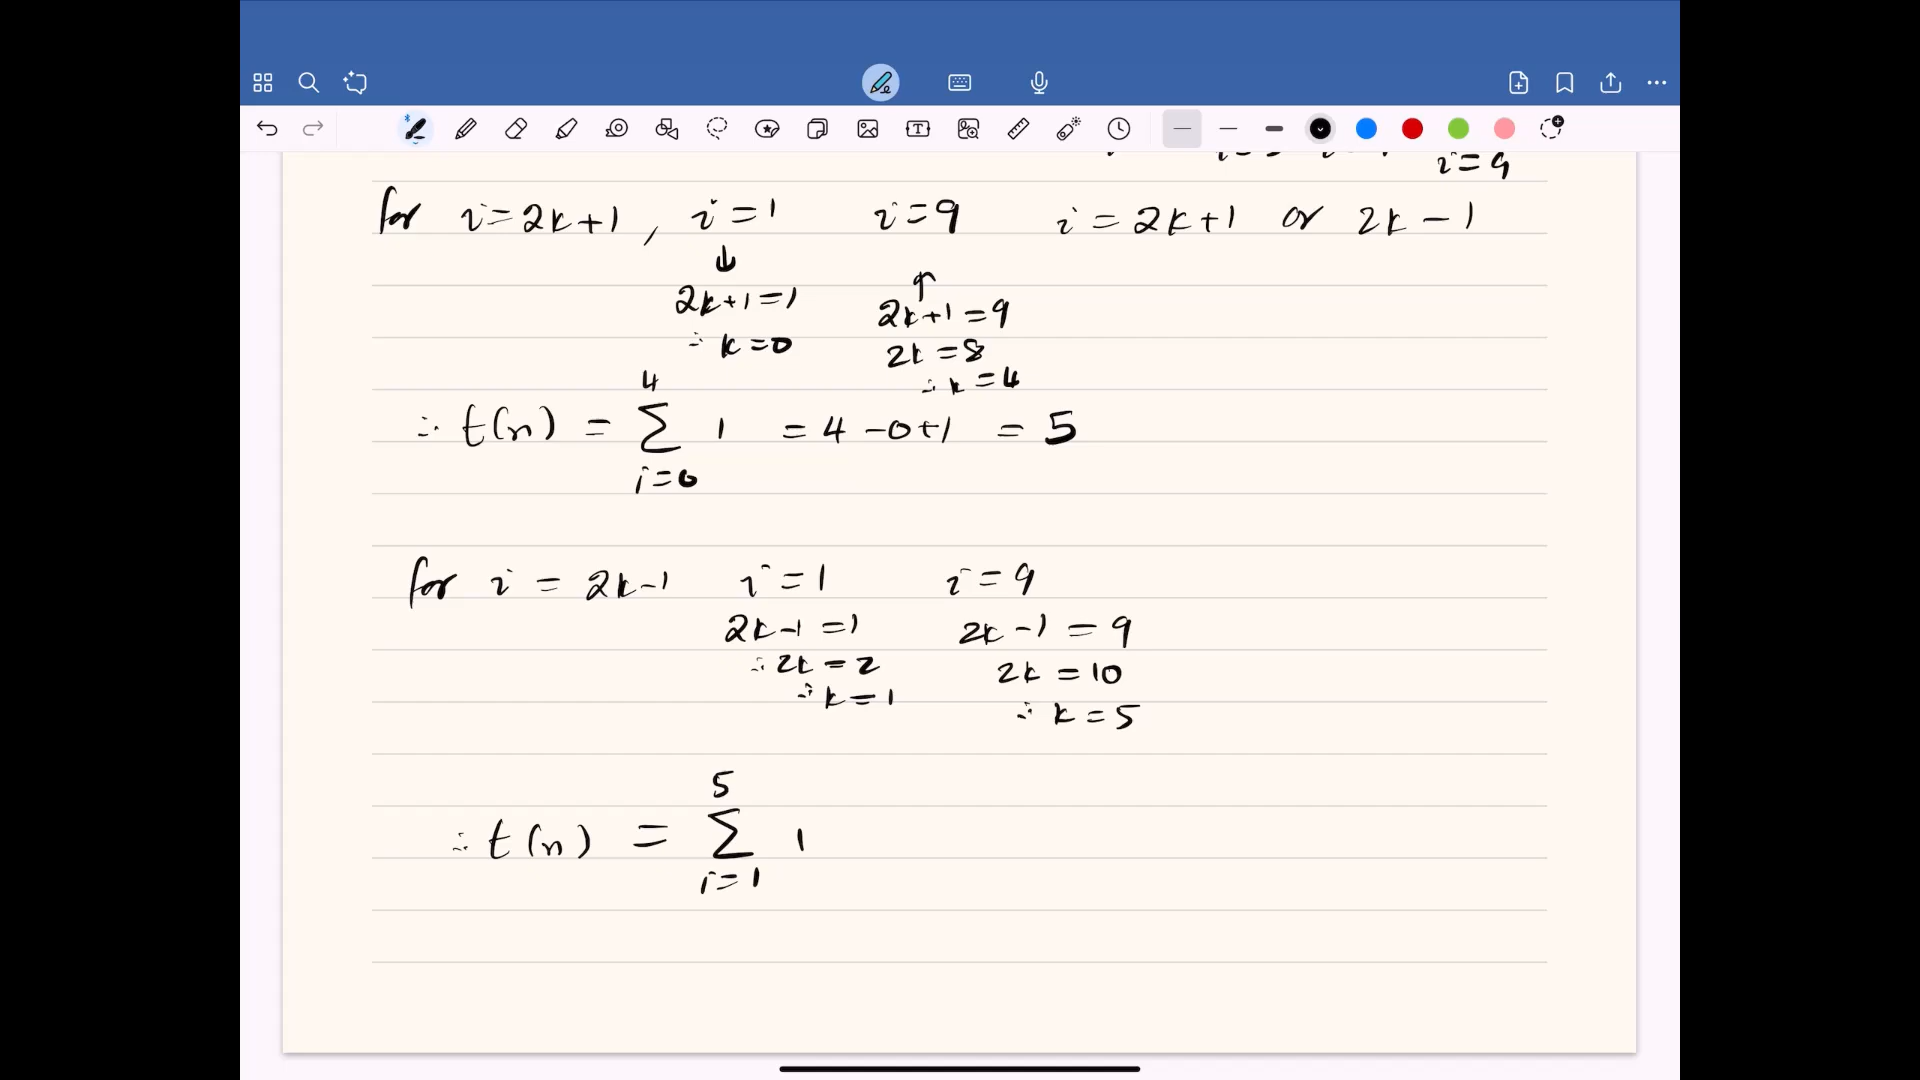 i=9
for i=2k+1, i=1 i=9 i=2k+1 or 2k-1
↓ ↑
2k+1=1 2k+1=9
∴ k=0 2k=8
∴ k=4
4
∴ t(n) = ∑ 1 = 4-0+1 = 5
i=0
for i = 2k-1 i=1 i=9
2k-1=1 2k-1=9
∴ 2k=2 2k=10
∴ k=1 ∴ k=5
5
∴ t(n) = ∑ 1
i=1